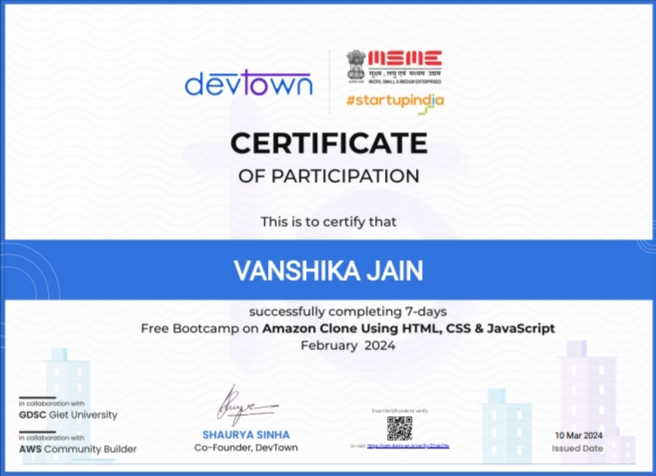 devtown
MSME
सूक्ष्म, लघु एवं मध्यम उद्यम
MICRO, SMALL & MEDIUM ENTERPRISES
#startupindia
CERTIFICATE
OF PARTICIPATION
This is to certify that
VANSHIKA JAIN
successfully completing 7-days
Free Bootcamp on Amazon Clone Using HTML, CSS & JavaScript
February 2024
in collaboration with
GDSC Giet University
in collaboration with
AWS Community Builder
SHAURYA SINHA
Co-Founder, DevTown
Scan the QR code to verify
or visit
10 Mar 2024
Issued Date